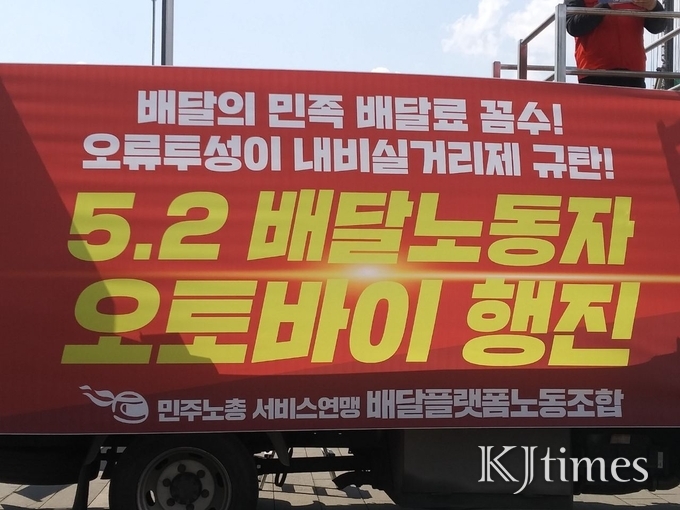 배달의 민족 배달료 꼼수!
오류투성이 내비실거리제 규탄!
5.2 배달노동자
오토바이 행진
민주노총 서비스연맹 배달플랫폼노동조합
KJtimes